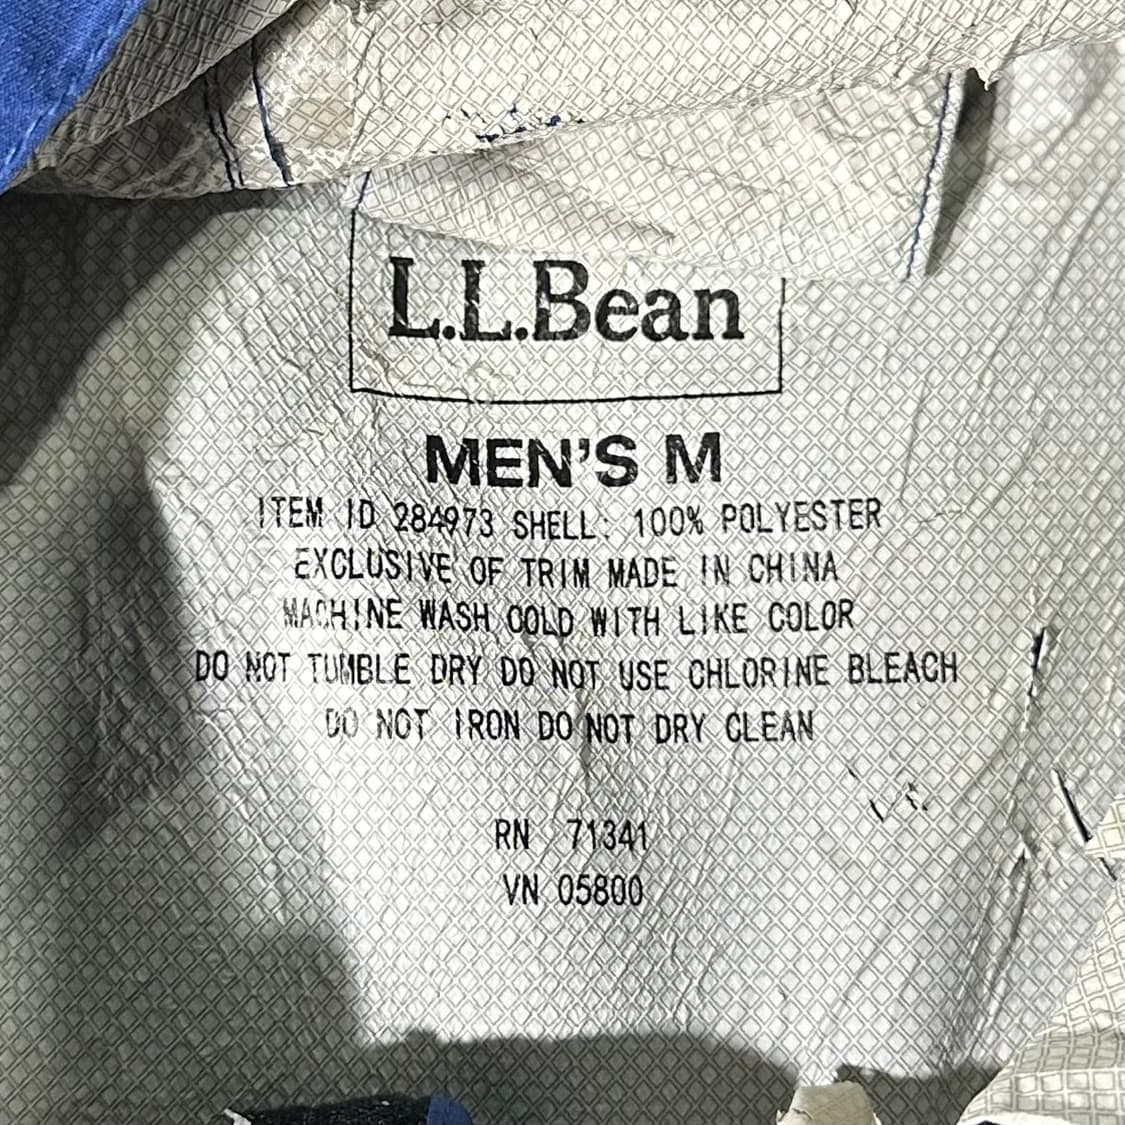 L.L.Bean
MEN'S M
ITEM ID 284973 SHELL: 100% POLYESTER
EXCLUSIVE OF TRIM MADE IN CHINA
MACHINE WASH COLD WITH LIKE COLOR
DO NOT TUMBLE DRY DO NOT USE CHLORINE BLEACH
DO NOT IRON DO NOT DRY CLEAN
RN 71341
VN 05800